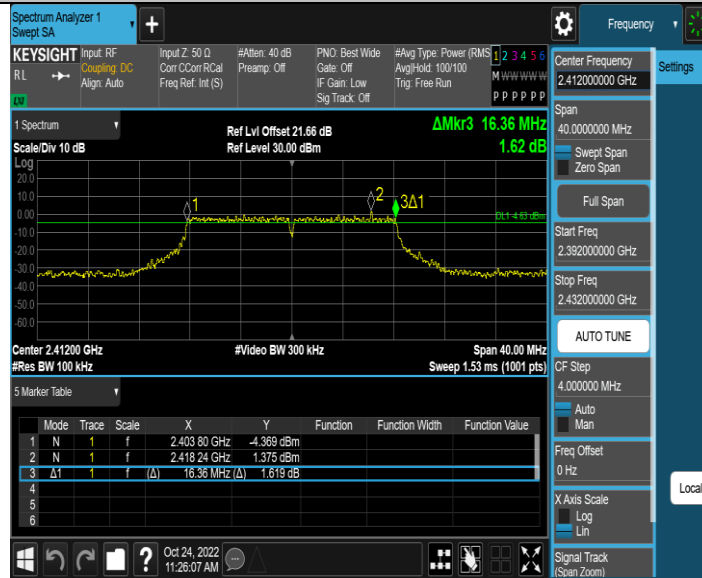 Spectrum Analyzer 1
Swept SA
+
Frequency
KEYSIGHT
RL
LXI
Input: RF
Coupling: DC
Align: Auto
Input Z: 50 Ω
Corr CCorr RCal
Freq Ref: Int (S)
#Atten: 40 dB
Preamp: Off
PNO: Best Wide
Gate: Off
IF Gain: Low
Sig Track: Off
#Avg Type: Power (RMS
Avg|Hold: 100/100
Trig: Free Run
1 2 3 4 5 6
M W W W W W
P P P P P P
1 Spectrum
Scale/Div 10 dB
Ref Lvl Offset 21.66 dB
Ref Level 30.00 dBm
ΔMkr3 16.36 MHz
1.62 dB
Log
20.0
10.0
0.00
-10.0
-20.0
-30.0
-40.0
-50.0
-60.0
1
2
3Δ1
DL1 -4.63 dBm
Center 2.41200 GHz
#Video BW 300 kHz
Span 40.00 MHz
#Res BW 100 kHz
Sweep 1.53 ms (1001 pts)
5 Marker Table
Mode Trace Scale X Y Function Function Width Function Value
1 N 1 f 2.403 80 GHz -4.369 dBm
2 N 1 f 2.418 24 GHz 1.375 dBm
3 Δ1 1 f (Δ) 16.36 MHz (Δ) 1.619 dB
4
5
6
Center Frequency
2.412000000 GHz
Settings
Span
40.0000000 MHz
Swept Span
Zero Span
Full Span
Start Freq
2.392000000 GHz
Stop Freq
2.432000000 GHz
AUTO TUNE
CF Step
4.000000 MHz
Auto
Man
Freq Offset
0 Hz
X Axis Scale
Log
Lin
Local
Signal Track
(Span Zoom)
?
Oct 24, 2022
11:26:07 AM